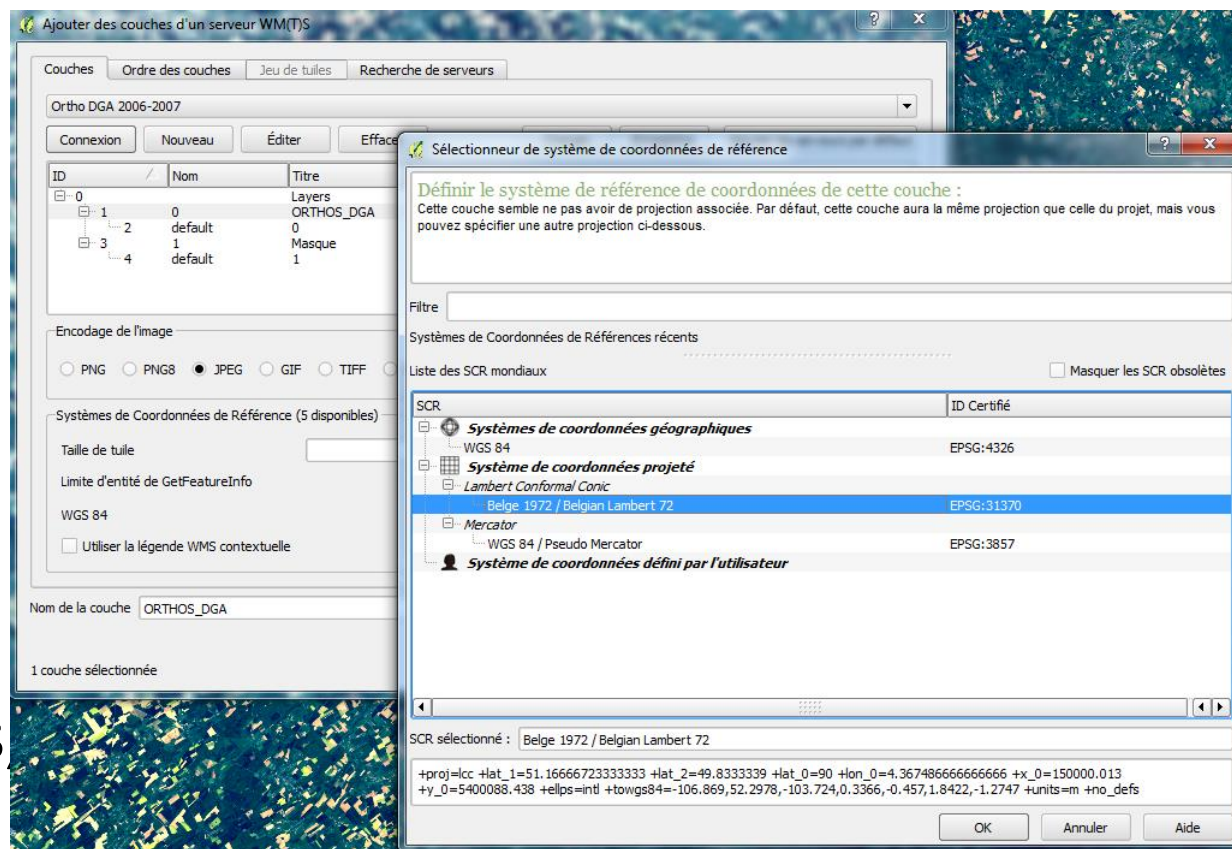 Ajouter des couches d'un serveur WM(T)S
Couches
Ordre des couches
Jeu de tuiles
Recherche de serveurs
Ortho DGA 2006-2007
Connexion
Nouveau
Éditer
Efface
ID
Nom
Titre
0
Layers
1
0
ORTHOS_DGA
2
default
0
3
1
Masque
4
default
1
Encodage de l'image
PNG
PNG8
JPEG
GIF
TIFF
Systèmes de Coordonnées de Référence (5 disponibles)
Taille de tuile
Limite d'entité de GetFeatureInfo
WGS 84
Utiliser la légende WMS contextuelle
Nom de la couche
ORTHOS_DGA
1 couche sélectionnée
Sélectionneur de système de coordonnées de référence
Définir le système de référence de coordonnées de cette couche :
Cette couche semble ne pas avoir de projection associée. Par défaut, cette couche aura la même projection que celle du projet, mais vous
pouvez spécifier une autre projection ci-dessous.
Filtre
Systèmes de Coordonnées de Références récents
Liste des SCR mondiaux
Masquer les SCR obsolètes
SCR
ID Certifié
Systèmes de coordonnées géographiques
WGS 84
EPSG:4326
Système de coordonnées projeté
Lambert Conformal Conic
Belge 1972 / Belgian Lambert 72
EPSG:31370
Mercator
WGS 84 / Pseudo Mercator
EPSG:3857
Système de coordonnées défini par l'utilisateur
SCR sélectionné :
Belge 1972 / Belgian Lambert 72
+proj=lcc +lat_1=51.16666723333333 +lat_2=49.8333339 +lat_0=90 +lon_0=4.367486666666666 +x_0=150000.013
+y_0=5400088.438 +ellps=intl +towgs84=-106.869,52.2978,-103.724,0.3366,-0.457,1.8422,-1.2747 +units=m +no_defs
OK
Annuler
Aide